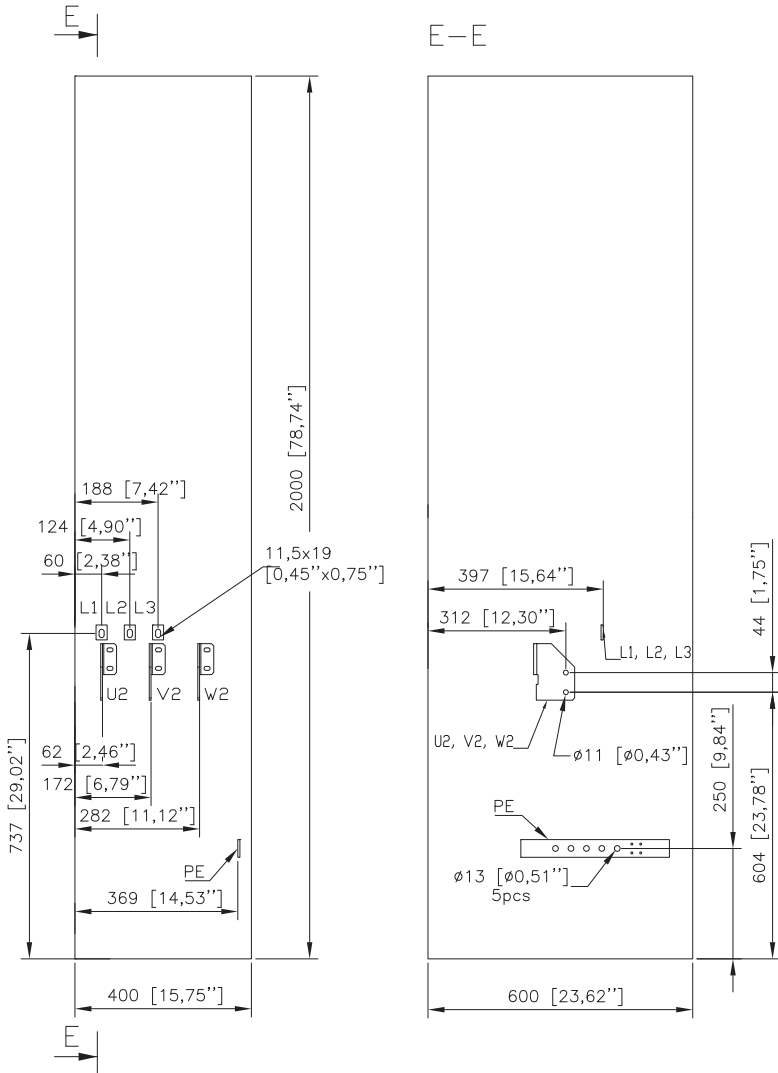 E
E–E
2000 [78,74’’]
188 [7,42’’]
124 [4,90’’]
60 [2,38’’]
11,5x19
[0,45’’x0,75’’]
L1 L2 L3
U2 V2 W2
62 [2,46’’]
172 [6,79’’]
282 [11,12’’]
737 [29,02’’]
PE
369 [14,53’’]
400 [15,75’’]
E
397 [15,64’’]
312 [12,30’’]
44 [1,75’’]
L1, L2, L3
U2, V2, W2
ø11 [ø0,43’’]
250 [9,84’’]
604 [23,78’’]
PE
ø13 [ø0,51’’]
5pcs
600 [23,62’’]